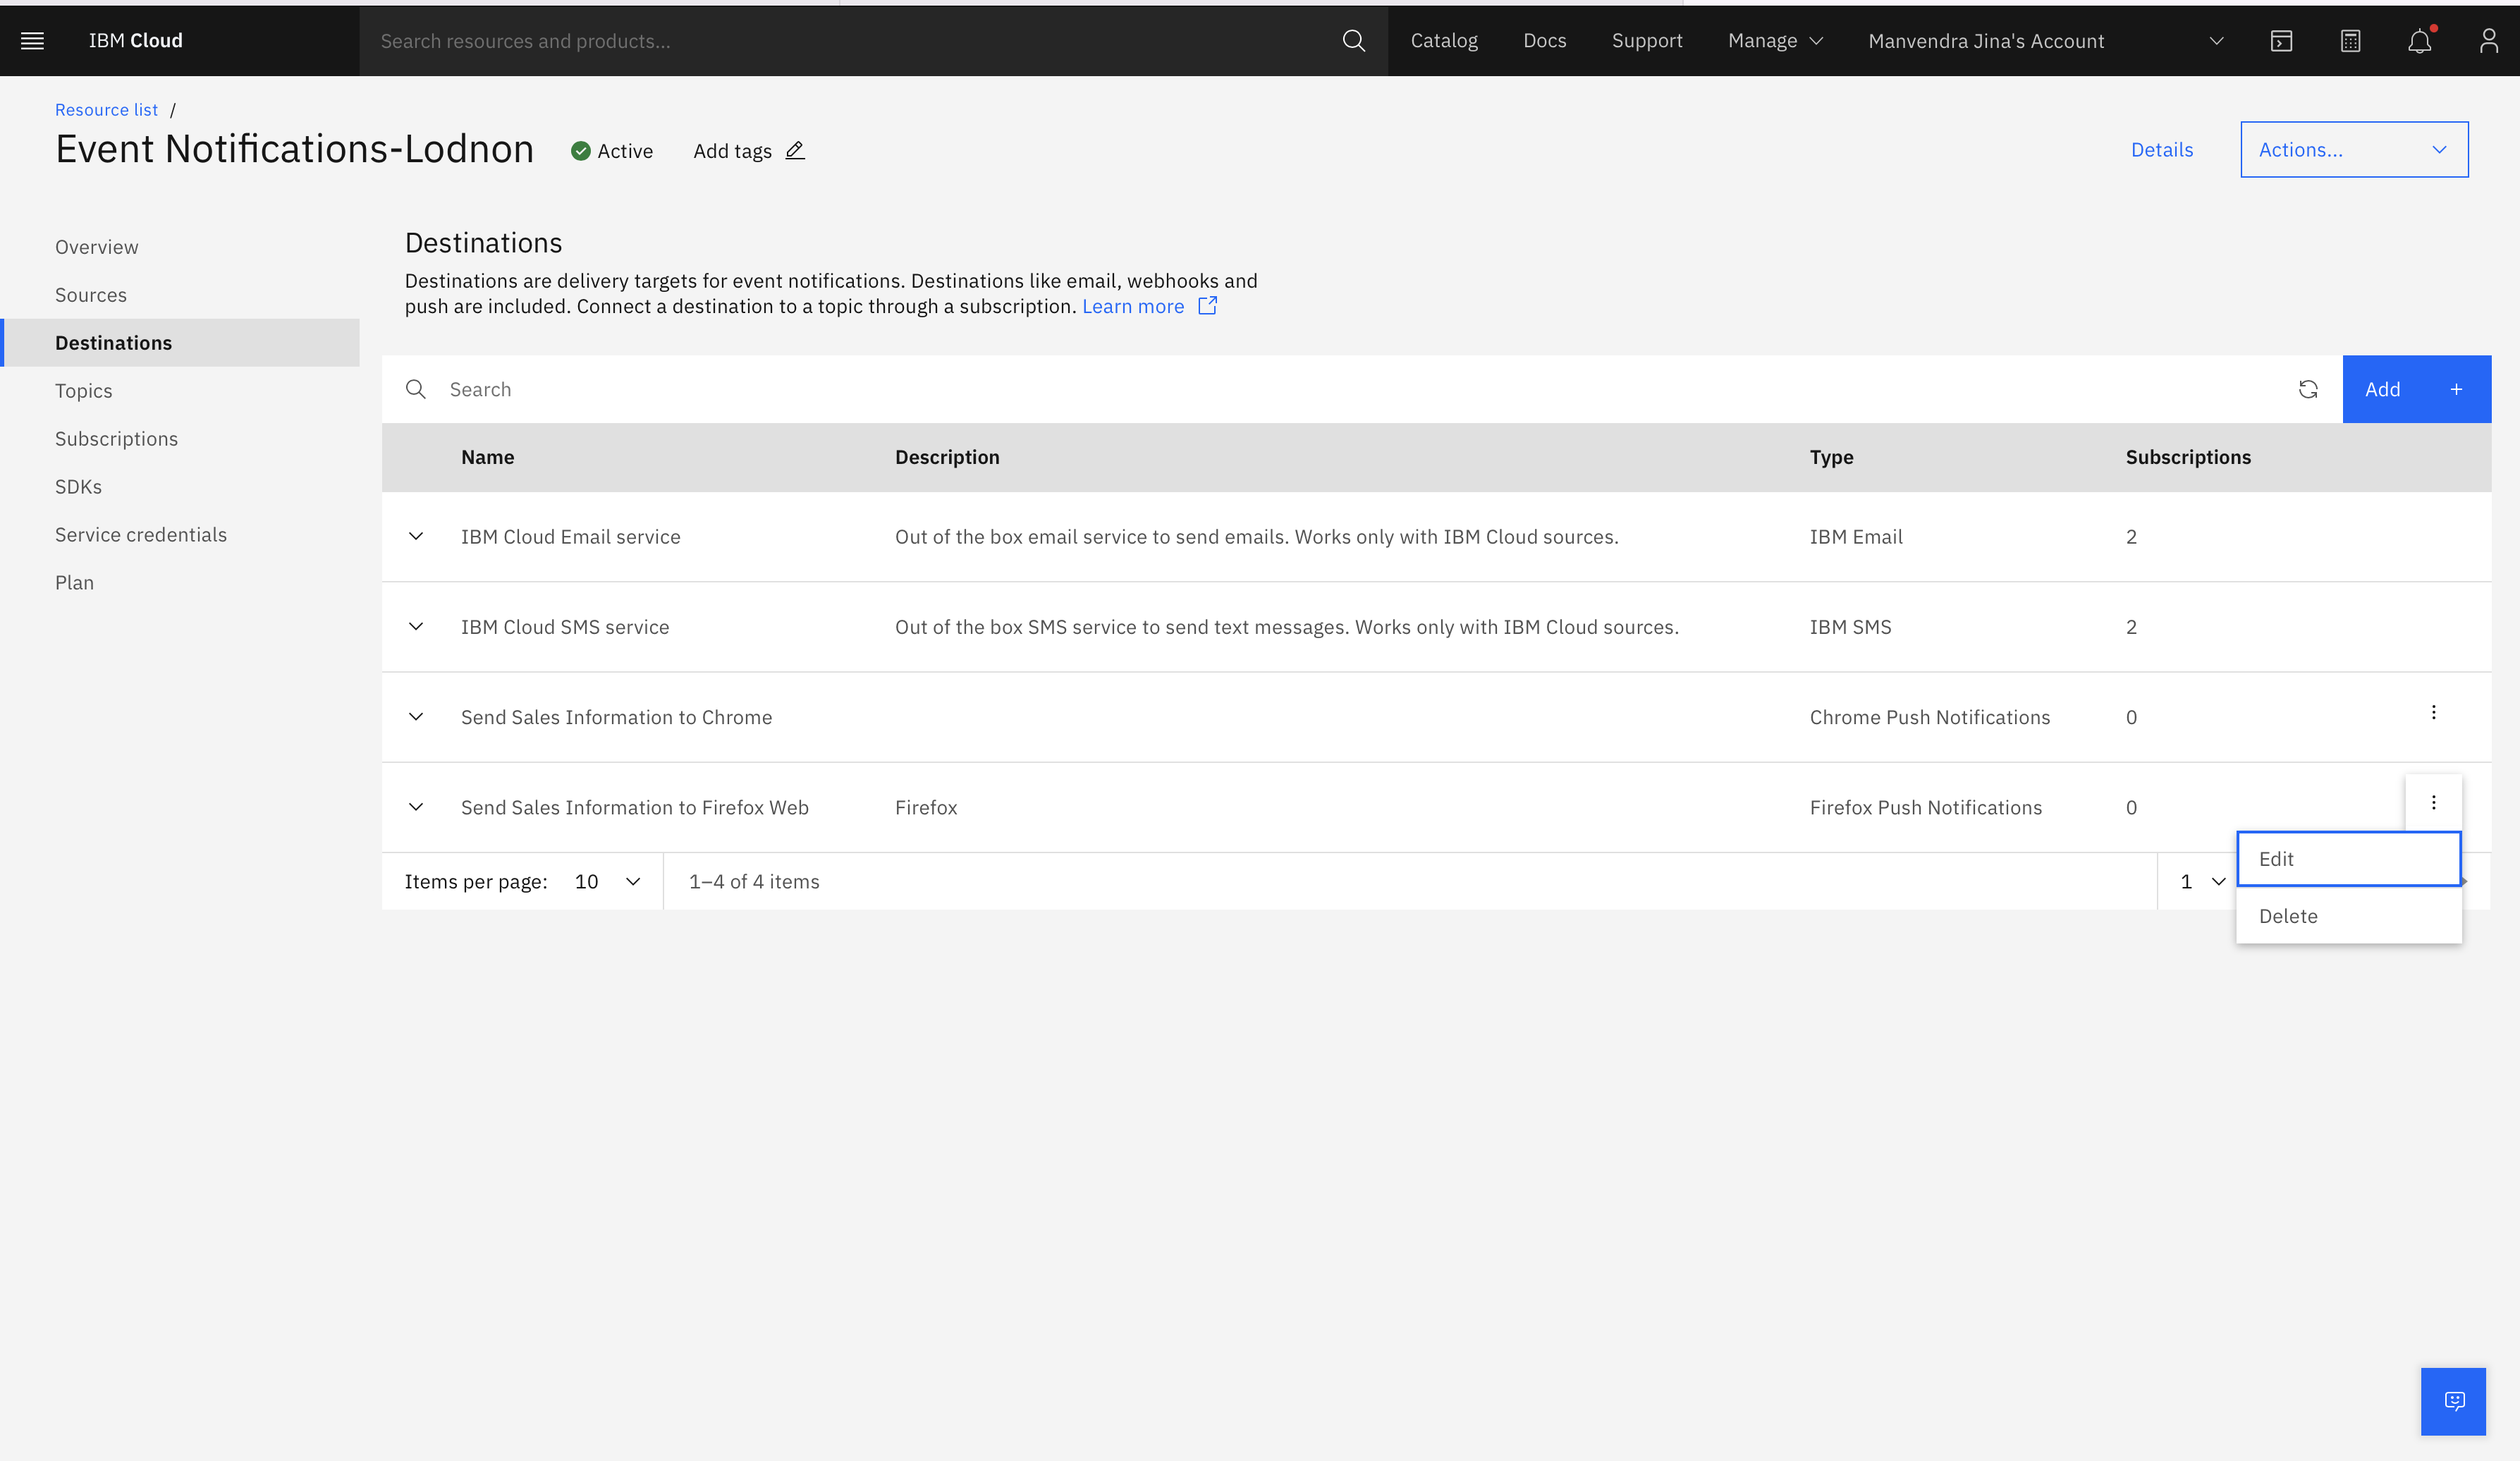 IBM Cloud
Search resources and products...
Catalog
Docs
Support
Manage
Manvendra Jina's Account
Resource list /
Event Notifications-Lodnon
Active
Add tags
Details
Actions...
Overview
Sources
Destinations
Topics
Subscriptions
SDKs
Service credentials
Plan
Destinations
Destinations are delivery targets for event notifications. Destinations like email, webhooks and
push are included. Connect a destination to a topic through a subscription. Learn more
Search
Add +
Name Description Type Subscriptions
IBM Cloud Email service Out of the box email service to send emails. Works only with IBM Cloud sources. IBM Email 2
IBM Cloud SMS service Out of the box SMS service to send text messages. Works only with IBM Cloud sources. IBM SMS 2
Send Sales Information to Chrome Chrome Push Notifications 0
Send Sales Information to Firefox Web Firefox Firefox Push Notifications 0
Items per page: 10 1–4 of 4 items 1
Edit
Delete